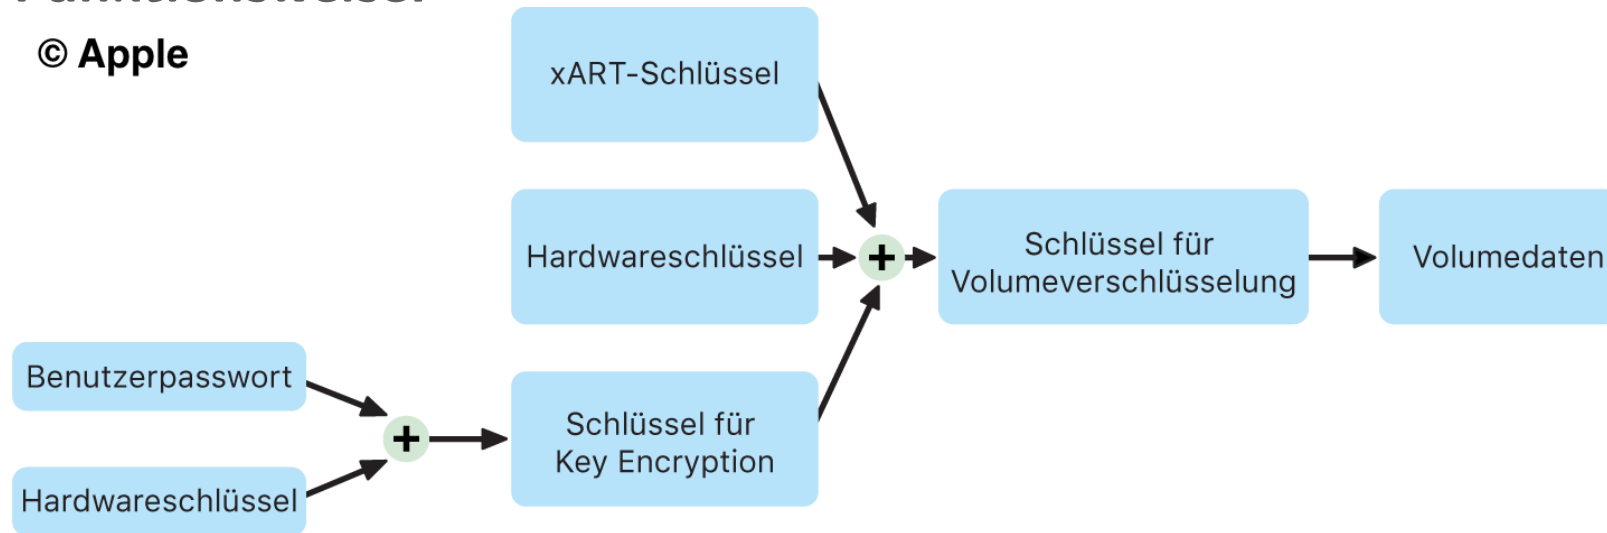 © Apple
xART-Schlüssel
Hardwareschlüssel
Schlüssel für
Volumeverschlüsselung
Volumedaten
Benutzerpasswort
Schlüssel für
Key Encryption
Hardwareschlüssel